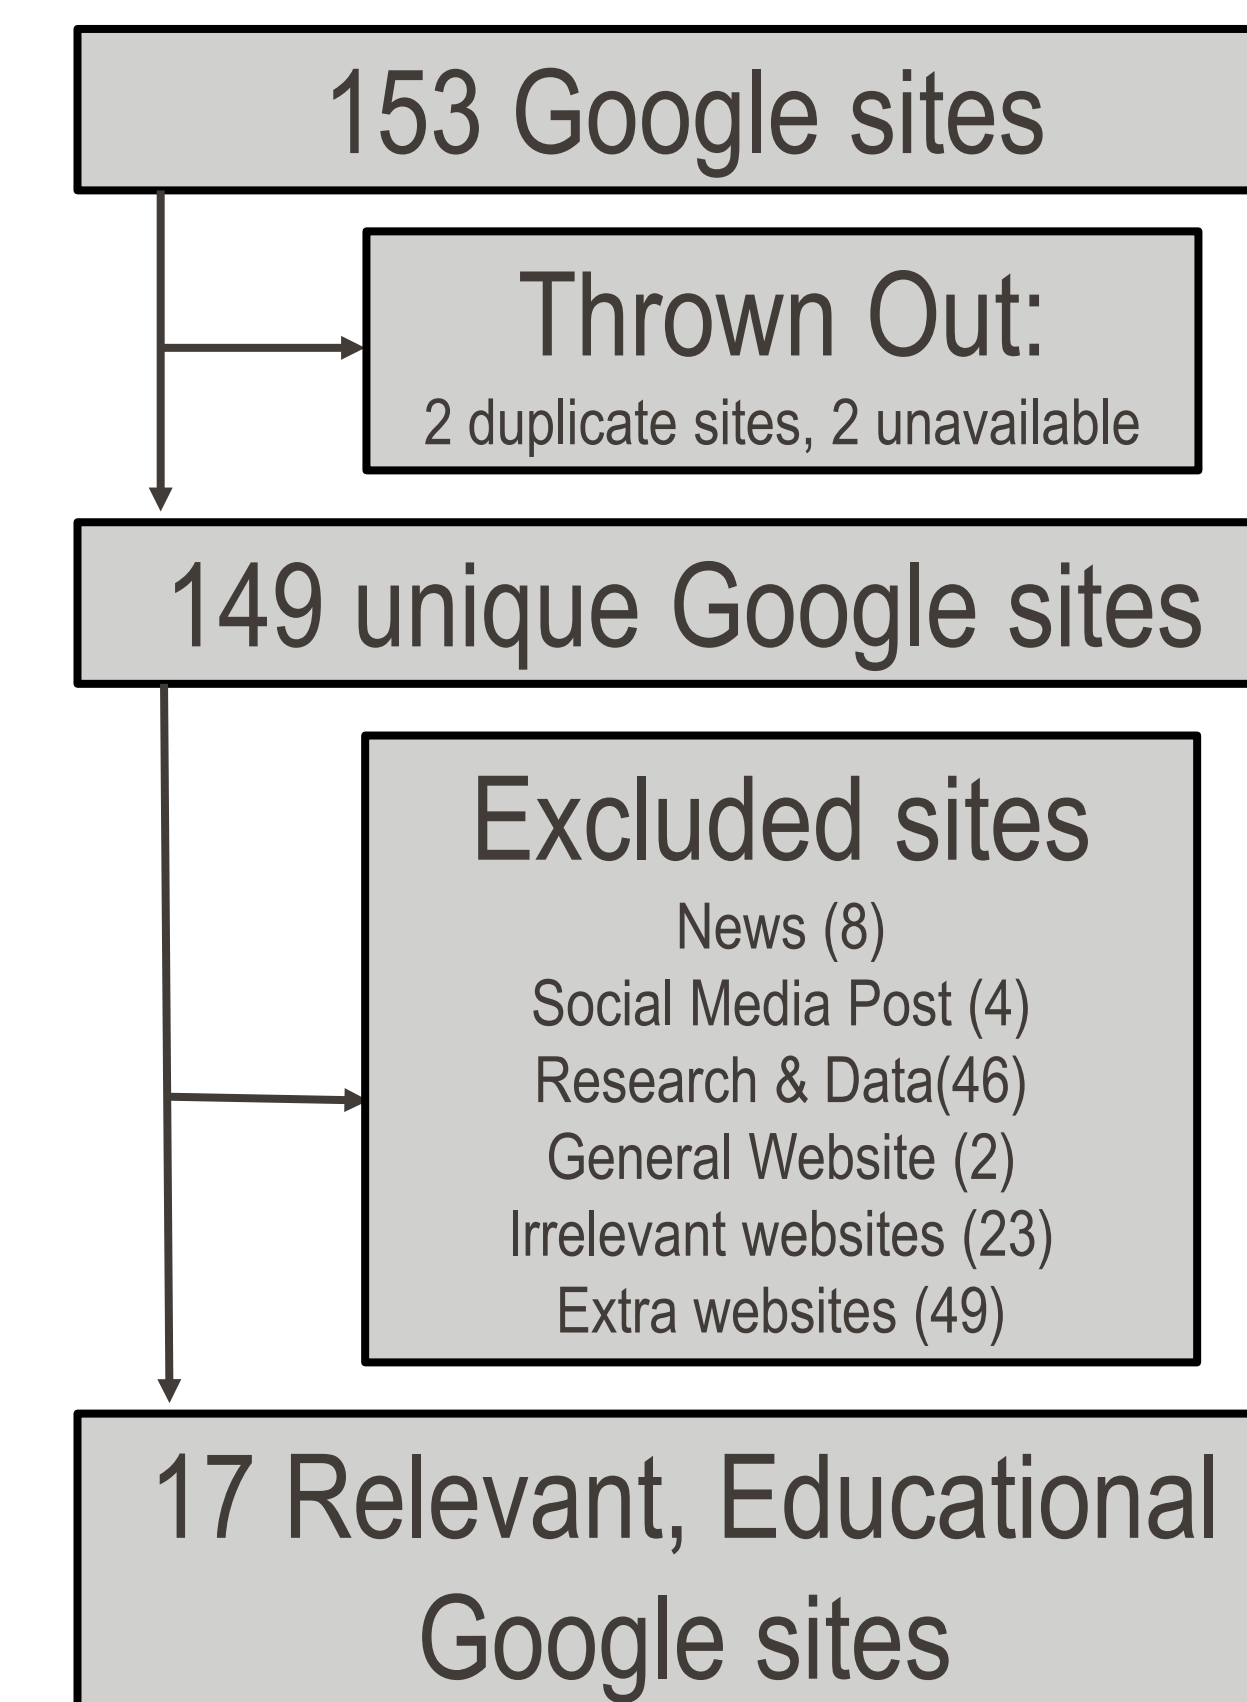 153 Google sites
Thrown Out:
2 duplicate sites, 2 unavailable
149 unique Google sites
Excluded sites
News (8)
Social Media Post (4)
Research & Data(46)
General Website (2)
Irrelevant websites (23)
Extra websites (49)
17 Relevant, Educational
Google sites